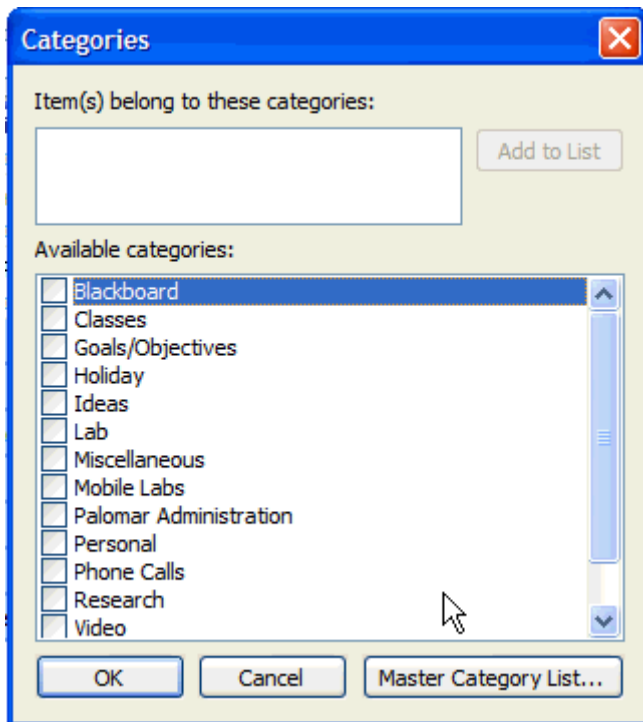 Categories
Item(s) belong to these categories:
Add to List
Available categories:
Blackboard
Classes
Goals/Objectives
Holiday
Ideas
Lab
Miscellaneous
Mobile Labs
Palomar Administration
Personal
Phone Calls
Research
Video
OK Cancel Master Category List...